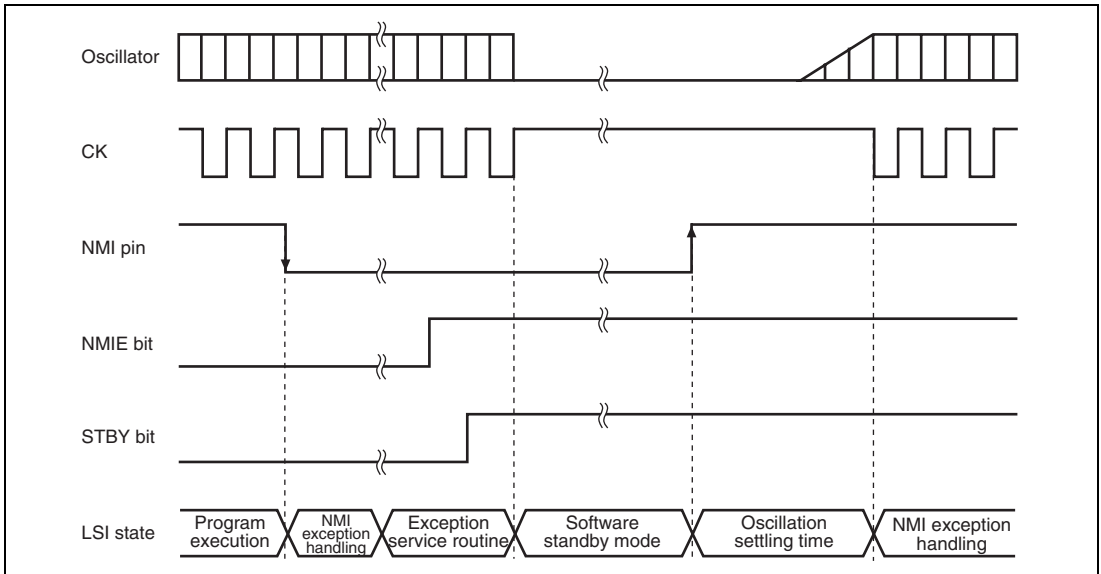 Oscillator
CK
NMI pin
NMIE bit
STBY bit
LSI state
Program
execution
NMI
exception
handling
Exception
service routine
Software
standby mode
Oscillation
settling time
NMI exception
handling